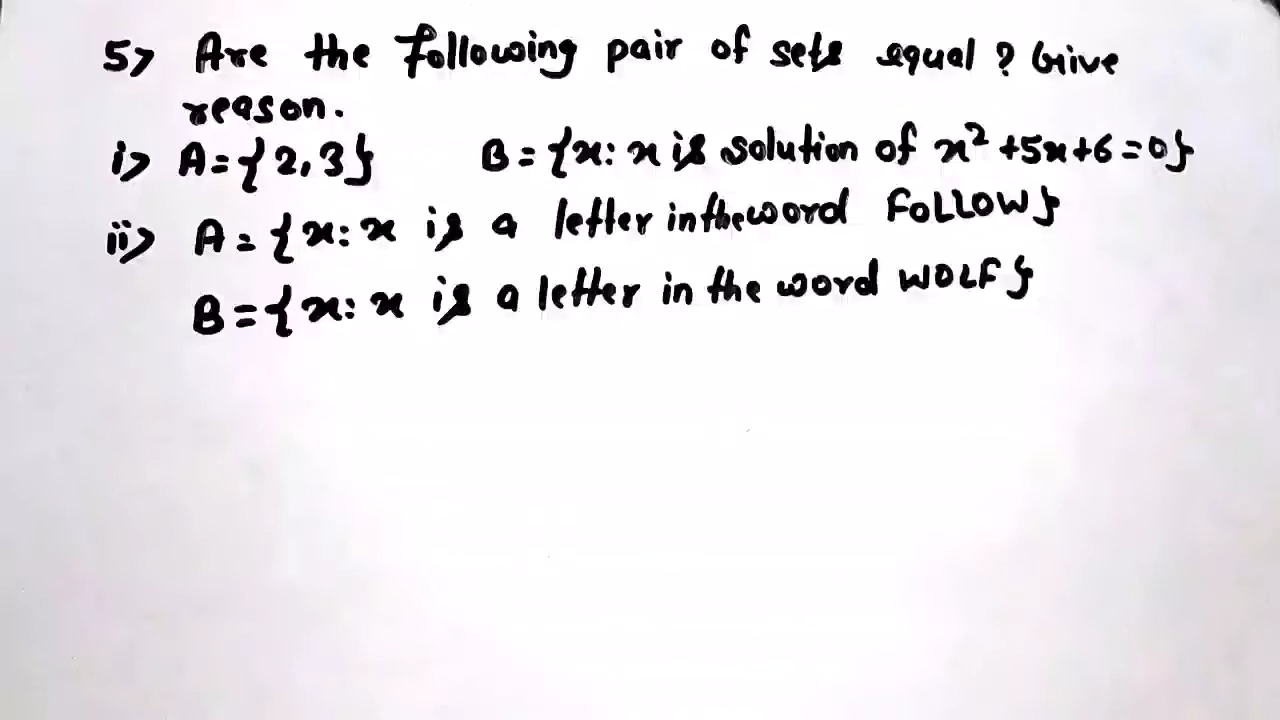 5> Are the following pair of sets equal ? Give
reason.
i> A={2,3} B={x: x is solution of x²+5x+6=0}
ii> A={x: x is a letter in the word FOLLOW}
B={x: x is a letter in the word WOLF}